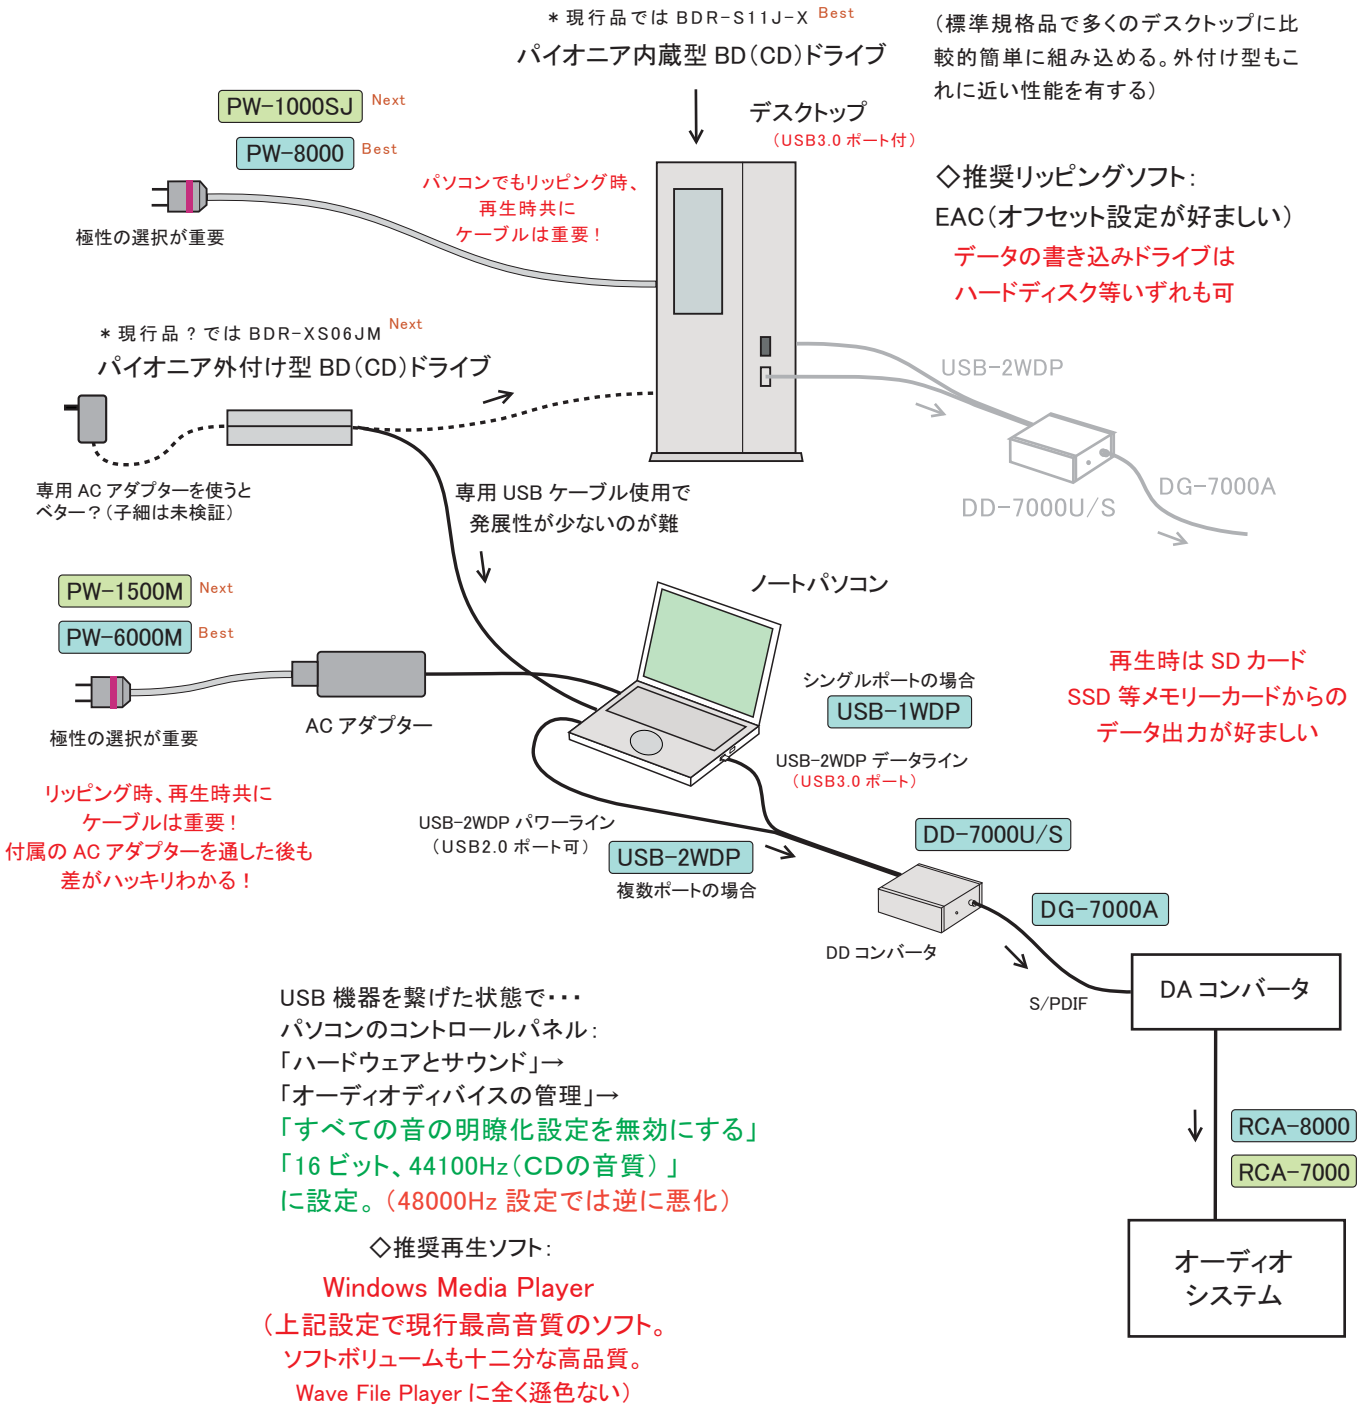 ＊現行品では BDR-S11J-X Best
パイオニア内蔵型 BD（CD）ドライブ
（標準規格品で多くのデスクトップに比
較的簡単に組み込める。外付け型もこ
れに近い性能を有する）
PW-1000SJ Next
PW-8000 Best
デスクトップ
（USB3.0 ポート付）
極性の選択が重要
パソコンでもリッピング時、
再生時共に
ケーブルは重要！
◇推奨リッピングソフト：
EAC（オフセット設定が好ましい）
データの書き込みドライブは
ハードディスク等いずれも可
＊現行品？では BDR-XS06JM Next
パイオニア外付け型 BD（CD）ドライブ
USB-2WDP
DD-7000U/S
DG-7000A
専用 AC アダプターを使うと
ベター？（子細は未検証）
専用 USB ケーブル使用で
発展性が少ないのが難
PW-1500M Next
PW-6000M Best
ノートパソコン
極性の選択が重要
AC アダプター
シングルポートの場合
USB-1WDP
再生時は SD カード
SSD 等メモリーカードからの
データ出力が好ましい
USB-2WDP データライン
（USB3.0 ポート）
リッピング時、再生時共に
ケーブルは重要！
付属の AC アダプターを通した後も
差がハッキリわかる！
USB-2WDP パワーライン
（USB2.0 ポート可）
USB-2WDP
複数ポートの場合
DD-7000U/S
DG-7000A
DD コンバータ
S/PDIF
DA コンバータ
USB 機器を繋げた状態で・・・
パソコンのコントロールパネル：
「ハードウェアとサウンド」→
「オーディオディバイスの管理」→
「すべての音の明瞭化設定を無効にする」
「16 ビット、44100Hz（CDの音質）」
に設定。（48000Hz 設定では逆に悪化）
RCA-8000
RCA-7000
オーディオ
システム
◇推奨再生ソフト：
Windows Media Player
（上記設定で現行最高音質のソフト。
ソフトボリュームも十二分な高品質。
Wave File Player に全く遜色ない）